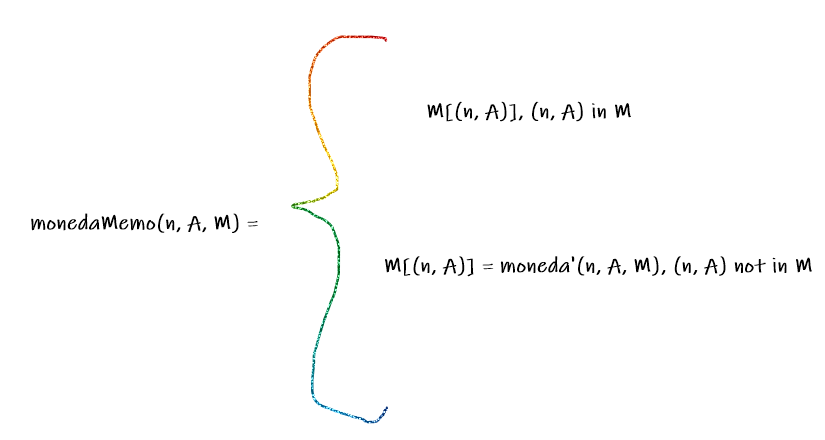 M[(n, A)], (n, A) in M
monedaMemo(n, A, M) =
M[(n, A)] = moneda'(n, A, M), (n, A) not in M